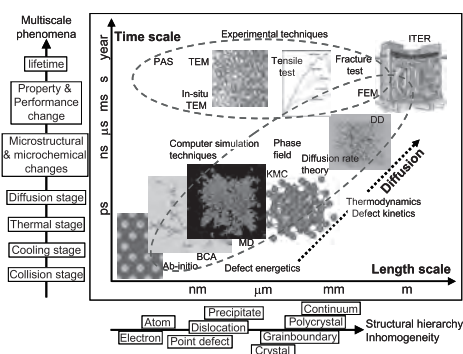 Multiscale
phenomena
lifetime
Property &
Performance
change
Microstructural
& microchemical
changes
Diffusion stage
Thermal stage
Cooling stage
Collision stage
Time scale
year
s
ms
µs
ns
ps
Experimental techniques
PAS
TEM
In-situ
TEM
Tensile
test
Fracture
test
ITER
FEM
DD
Computer simulation
techniques
Phase
field
Diffusion rate
theory
KMC
MD
BCA
Ab-initio
Defect energetics
Diffusion
Thermodynamics
Defect kinetics
Length scale
nm
µm
mm
m
Electron
Atom
Point defect
Dislocation
Precipitate
Crystal
Grainboundary
Polycrystal
Continuum
Structural hierarchy
Inhomogeneity